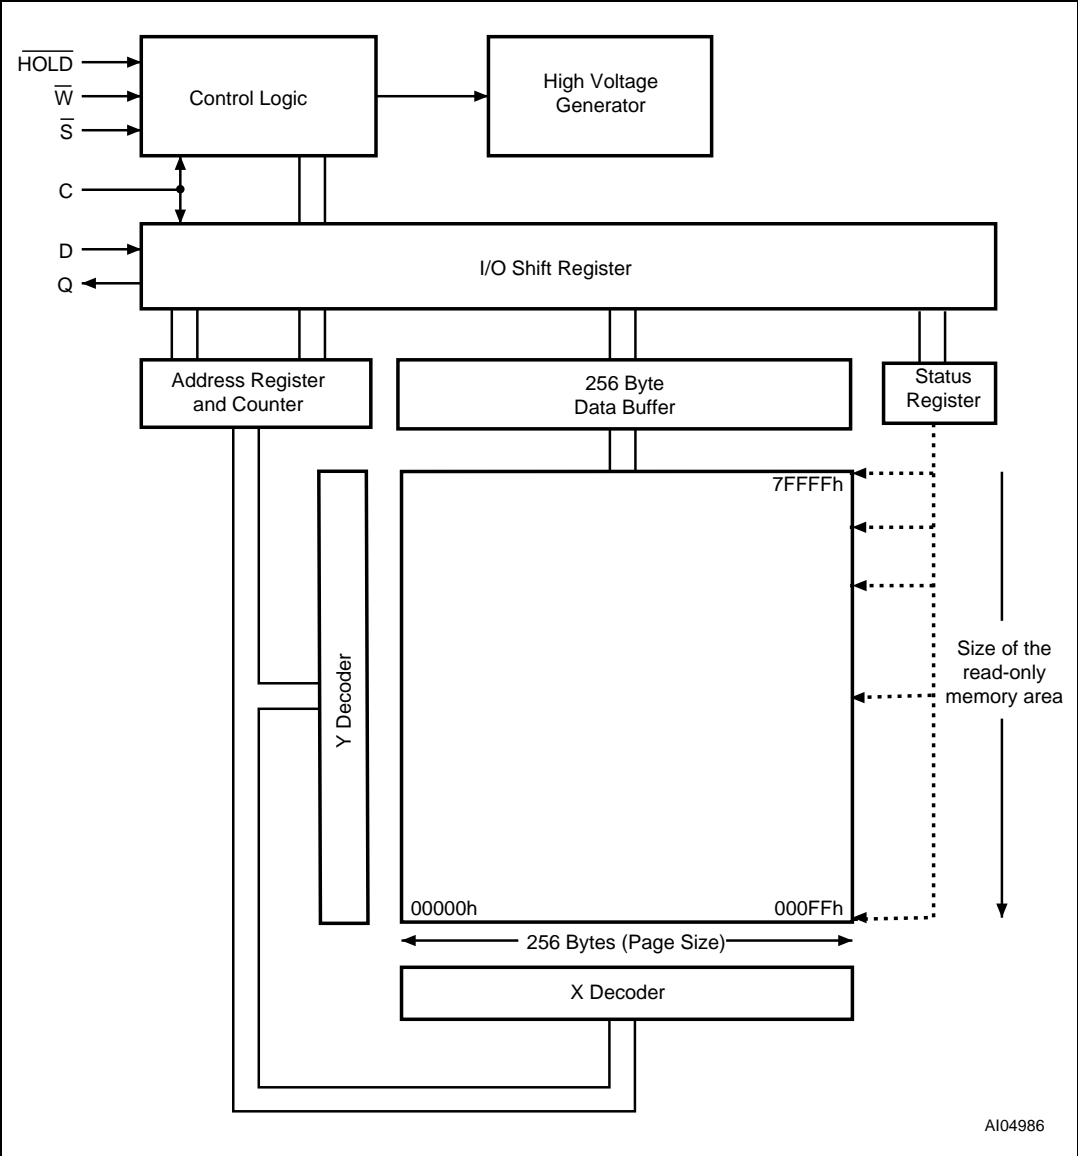 HOLD
W
S
C
D
Q
Control Logic
High Voltage
Generator
I/O Shift Register
Address Register
and Counter
256 Byte
Data Buffer
Status
Register
7FFFFh
Y Decoder
Size of the
read-only
memory area
00000h
000FFh
256 Bytes (Page Size)
X Decoder
AI04986